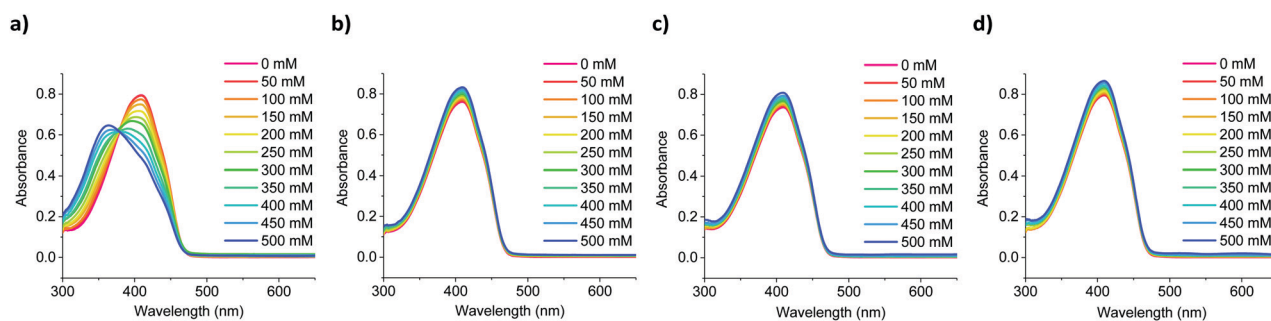 a)
Absorbance
0.8
0.6
0.4
0.2
0.0
300 400 500 600
Wavelength (nm)
0 mM
50 mM
100 mM
150 mM
200 mM
250 mM
300 mM
350 mM
400 mM
450 mM
500 mM
b)
Absorbance
0.8
0.6
0.4
0.2
0.0
300 400 500 600
Wavelength (nm)
0 mM
50 mM
100 mM
150 mM
200 mM
250 mM
300 mM
350 mM
400 mM
450 mM
500 mM
c)
Absorbance
0.8
0.6
0.4
0.2
0.0
300 400 500 600
Wavelength (nm)
0 mM
50 mM
100 mM
150 mM
200 mM
250 mM
300 mM
350 mM
400 mM
450 mM
500 mM
d)
Absorbance
0.8
0.6
0.4
0.2
0.0
300 400 500 600
Wavelength (nm)
0 mM
50 mM
100 mM
150 mM
200 mM
250 mM
300 mM
350 mM
400 mM
450 mM
500 mM